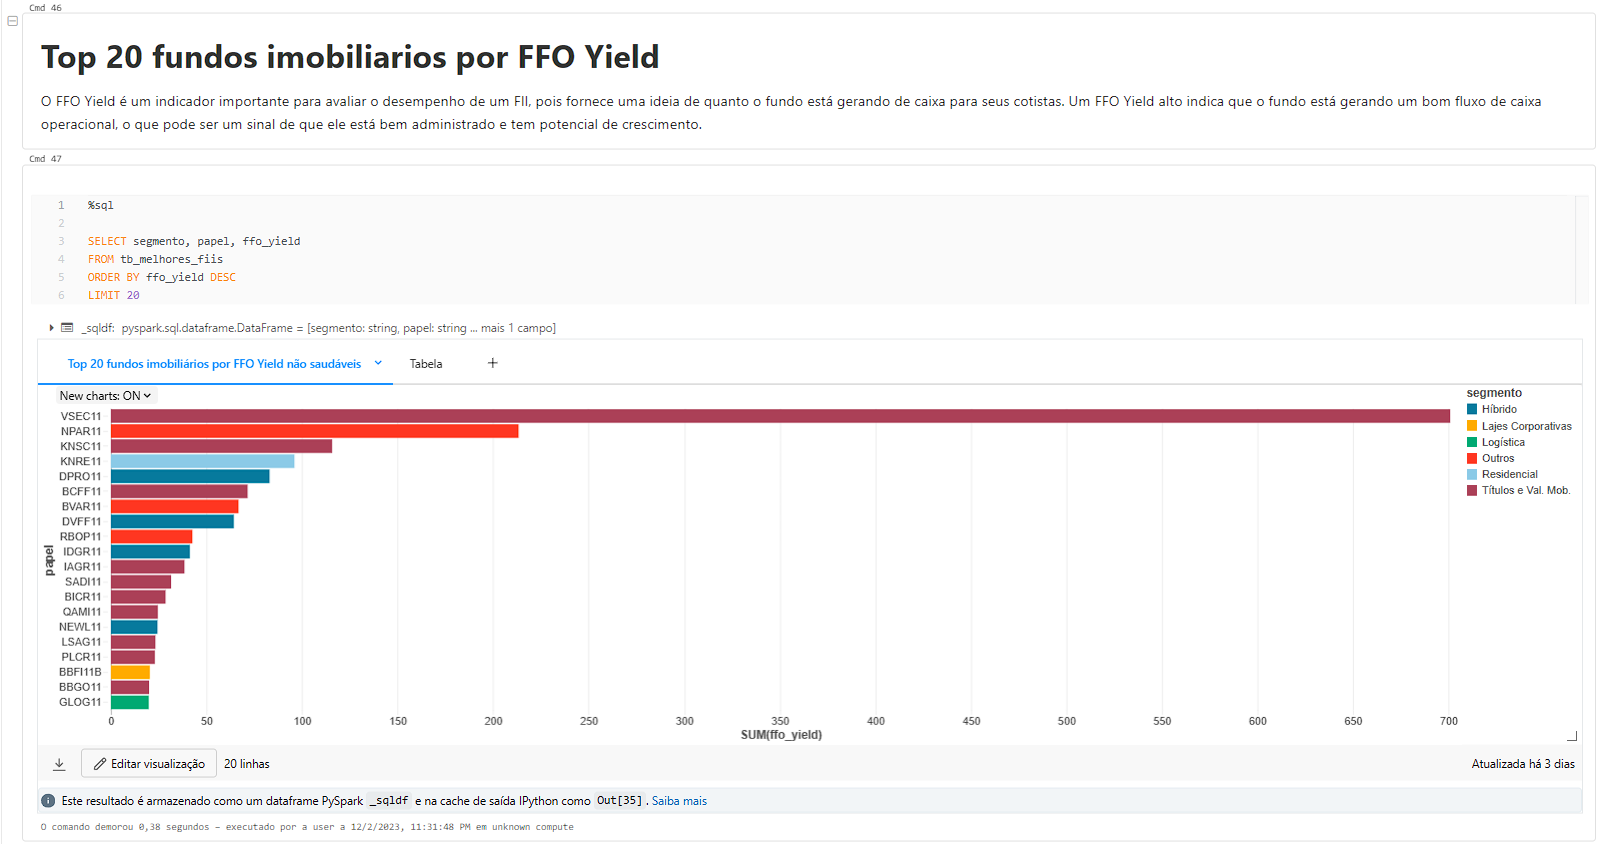 Cmd 46
Top 20 fundos imobiliarios por FFO Yield
O FFO Yield é um indicador importante para avaliar o desempenho de um FII, pois fornece uma ideia de quanto o fundo está gerando de caixa para seus cotistas. Um FFO Yield alto indica que o fundo está gerando um bom fluxo de caixa
operacional, o que pode ser um sinal de que ele está bem administrado e tem potencial de crescimento.
Cmd 47
1 %sql
2
3 SELECT segmento, papel, ffo_yield
4 FROM tb_melhores_fiis
5 ORDER BY ffo_yield DESC
6 LIMIT 20
_sqldf: pyspark.sql.dataframe.DataFrame = [segmento: string, papel: string ... mais 1 campo]
Top 20 fundos imobiliários por FFO Yield não saudáveis Tabela +
New charts: ON
segmento
Híbrido
Lajes Corporativas
Logística
Outros
Residencial
Títulos e Val. Mob.
papel
VSEC11
NPAR11
KNSC11
KNRE11
DPRO11
BCFF11
BVAR11
DVFF11
RBOP11
IDGR11
IAGR11
SADI11
BICR11
QAMI11
NEWL11
LSAG11
PLCR11
BBFI11B
BBGO11
GLOG11
0 50 100 150 200 250 300 350 400 450 500 550 600 650 700
SUM(ffo_yield)
Editar visualização 20 linhas Atualizada há 3 dias
Este resultado é armazenado como um dataframe PySpark _sqldf e na cache de saída IPython como Out[35]. Saiba mais
O comando demorou 0,38 segundos – executado por a user a 12/2/2023, 11:31:48 PM em unknown compute